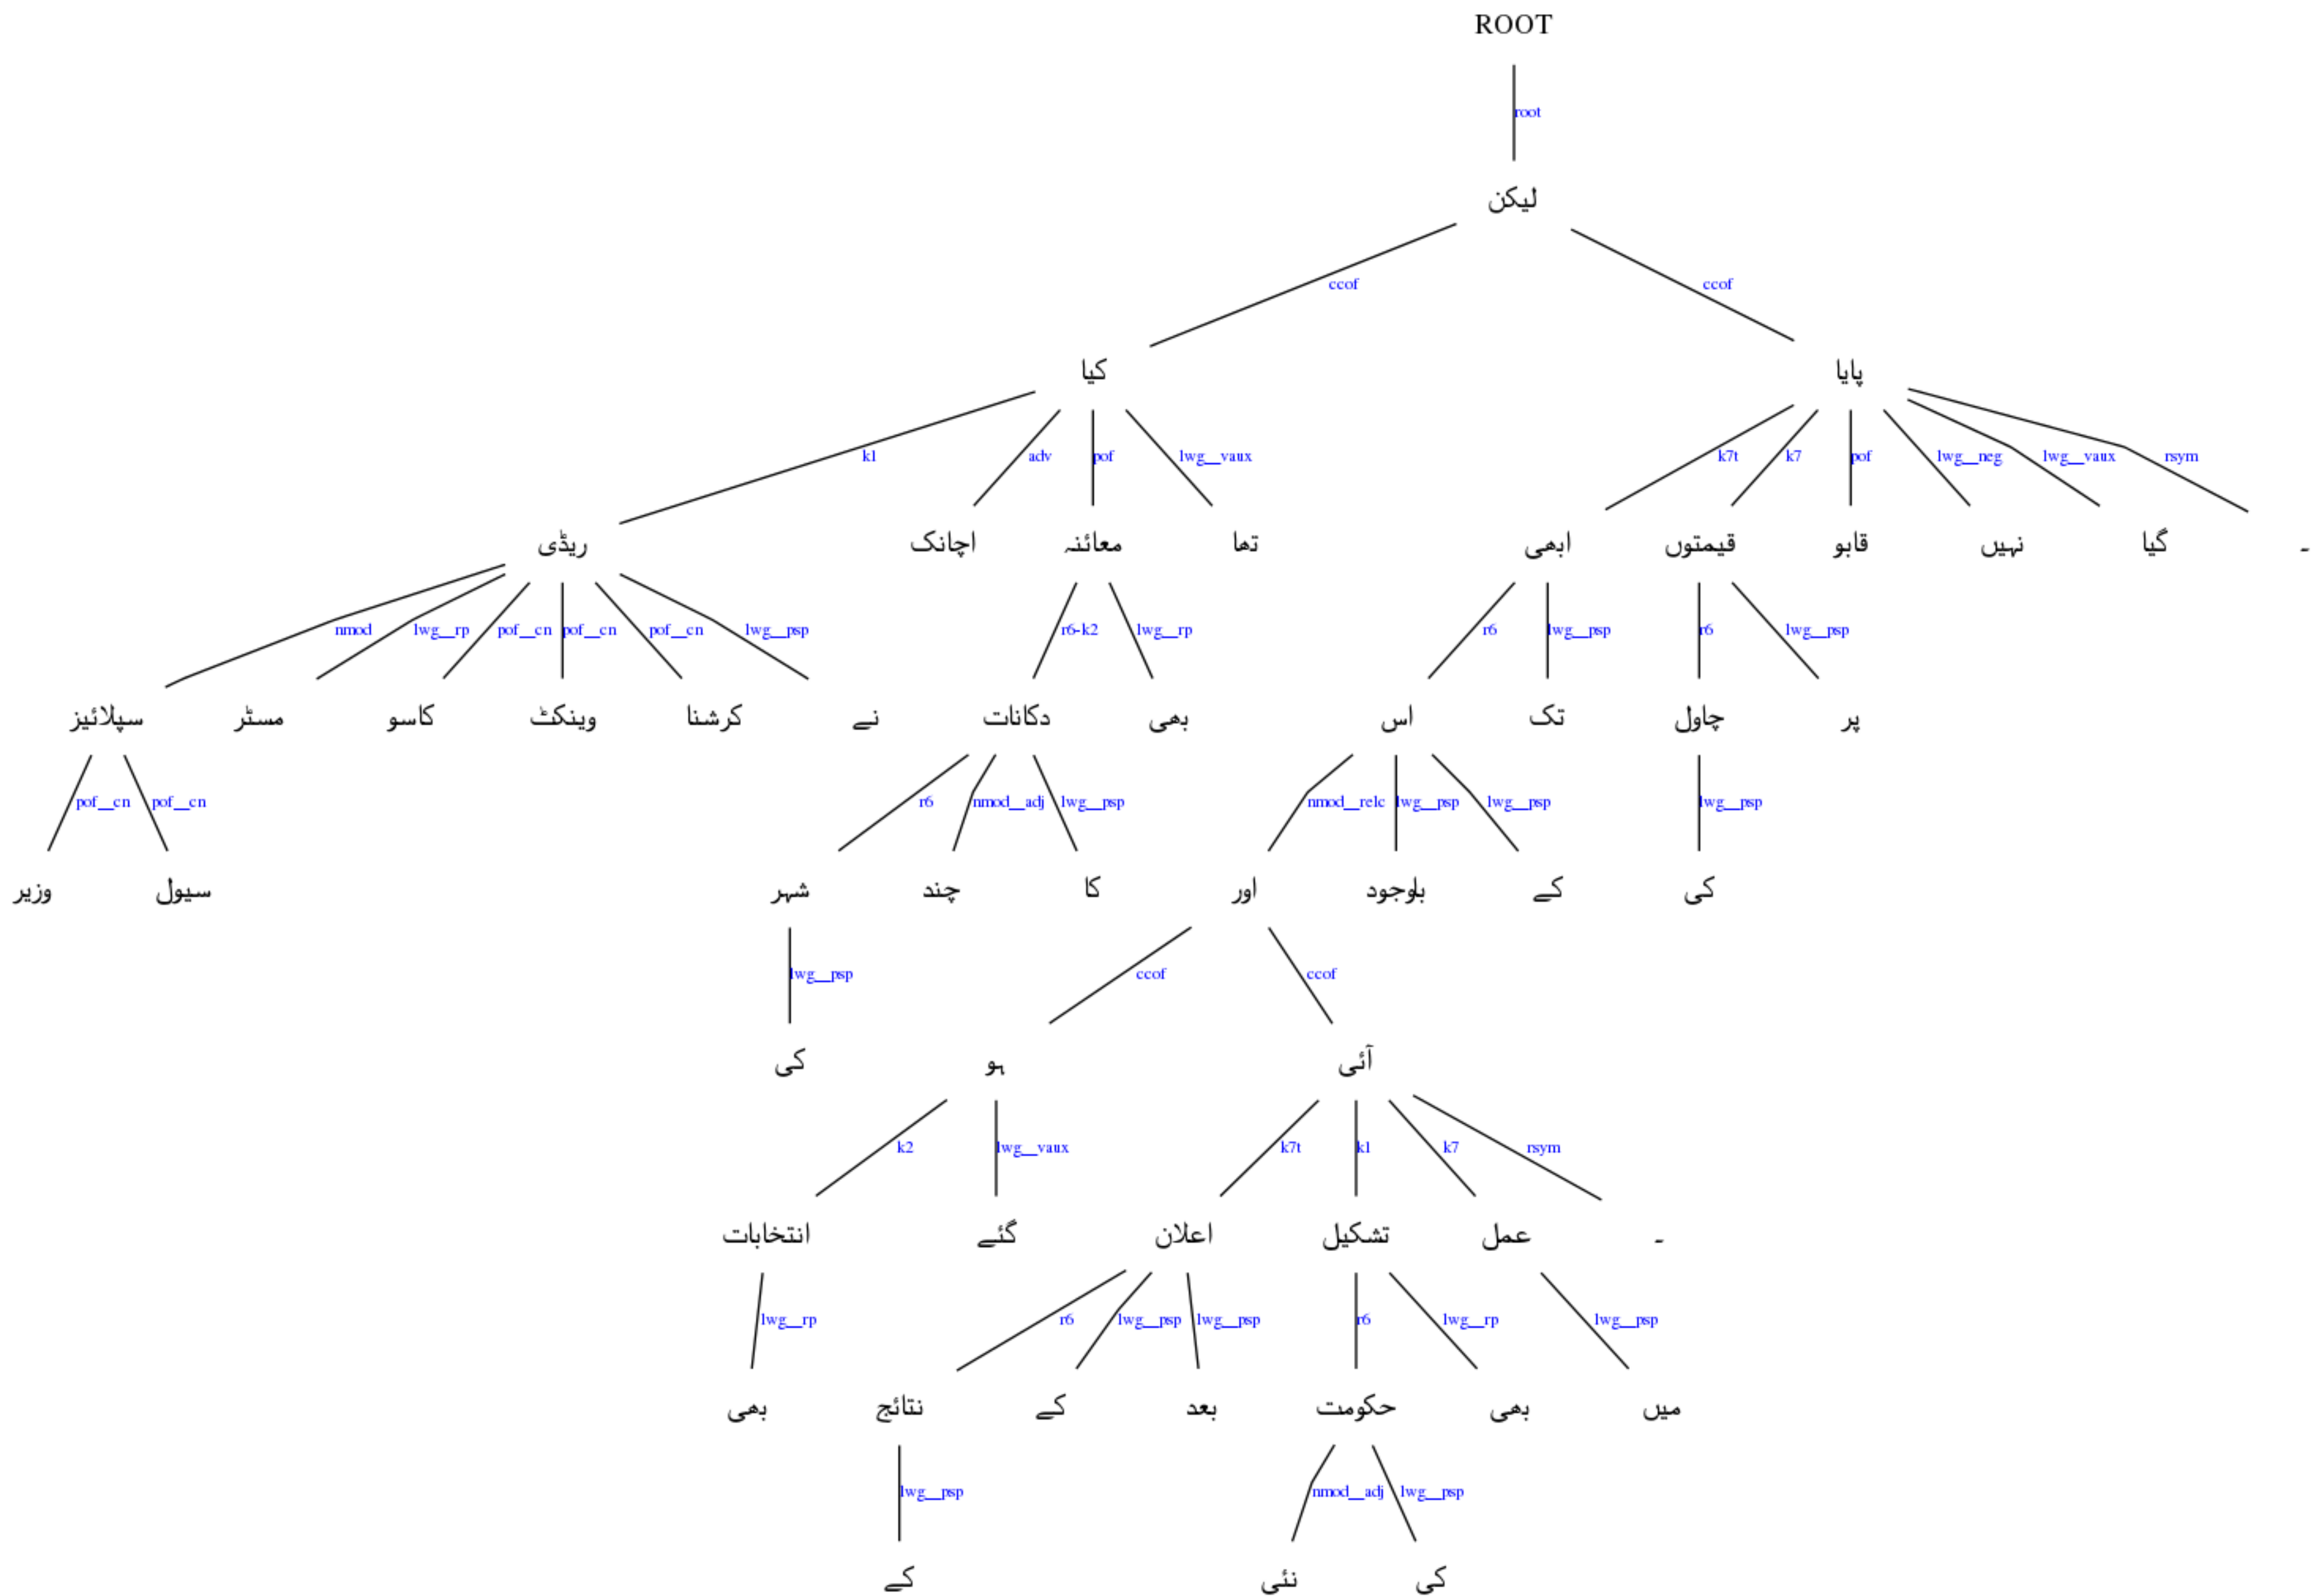 ROOT
root
لیکن
ccof ccof
کیا پایا
k1 adv pof lwg__vaux k7t k7 pof lwg__neg lwg__vaux rsym
ریڈی اچانک معائنہ تھا ابھی قیمتوں قابو نہیں گیا ۔
nmod lwg__rp pof__cn pof__cn pof__cn lwg__psp r6-k2 lwg__rp r6 lwg__psp r6 lwg__psp
سپلائیز مسٹر کاسو وینکٹ کرشنا نے دکانات بھی اس تک چاول پر
pof__cn pof__cn r6 nmod__adj lwg__psp nmod__relc lwg__psp lwg__psp lwg__psp
وزیر سیول شہر چند کا اور باوجود کے کی
lwg__psp ccof ccof
کی ہو آئی
k2 lwg__vaux k7t k1 k7 rsym
انتخابات گئے اعلان تشکیل عمل ۔
lwg__rp r6 lwg__psp lwg__psp r6 lwg__rp lwg__psp
بھی نتائج کے بعد حکومت بھی میں
lwg__psp nmod__adj lwg__psp
کے نئی کی